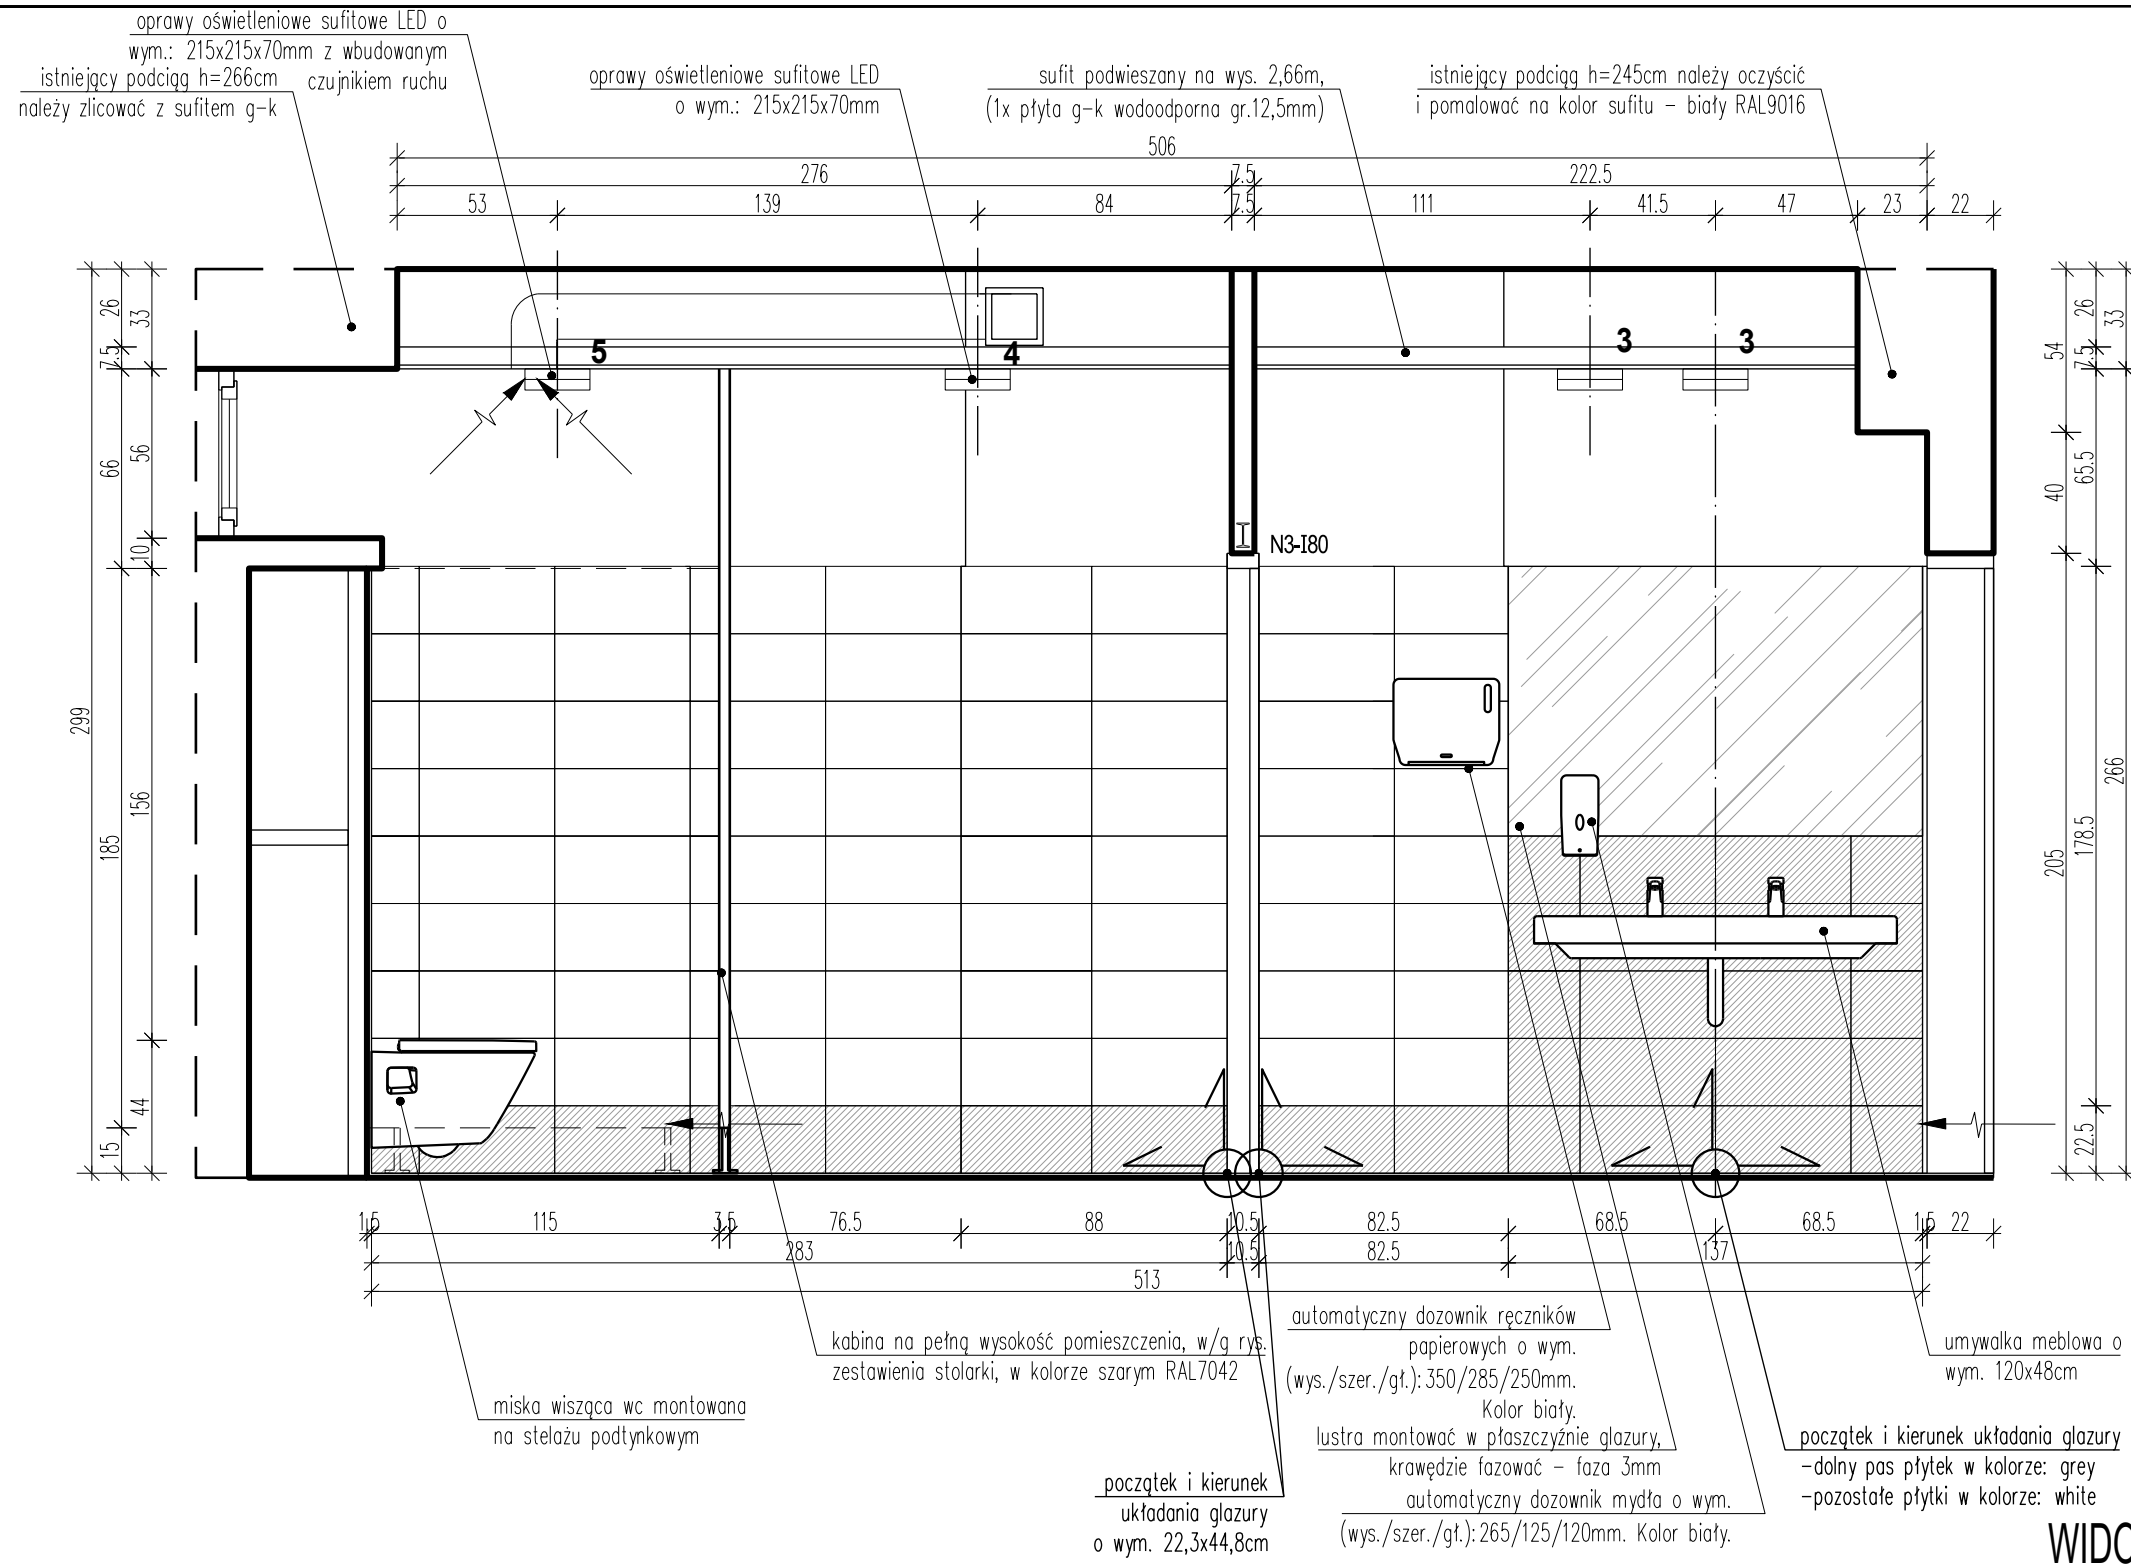 oprawy oświetleniowe sufitowe LED o
wym.: 215x215x70mm z wbudowanym
czujnikiem ruchu
istniejący podciąg h=266cm
należy zlicować z sufitem g-k
oprawy oświetleniowe sufitowe LED
o wym.: 215x215x70mm
sufit podwieszany na wys. 2,66m,
(1x płyta g-k wodoodporna gr.12,5mm)
istniejący podciąg h=245cm należy oczyścić
i pomalować na kolor sufitu - biały RAL9016
506
276 7.5 222.5
53 139 84 7.5 111 41.5 47 23 22
299
26 7.5 66 185 15
33 56 10 156 44
5 4 3 3
N3-I80
54 40 205
26 7.5 65.5 178.5 22.5
33 266
1.5 115 3.5 76.5 88 10.5 82.5 68.5 68.5 1.5 22
283 10.5 82.5 137
513
kabina na pełną wysokość pomieszczenia, w/g rys.
zestawienia stolarki, w kolorze szarym RAL7042
miska wisząca wc montowana
na stelażu podtynkowym
początek i kierunek
układania glazury
o wym. 22,3x44,8cm
automatyczny dozownik ręczników
papierowych o wym.
(wys./szer./gł.): 350/285/250mm.
Kolor biały.
lustra montować w płaszczyźnie glazury,
krawędzie fazować - faza 3mm
automatyczny dozownik mydła o wym.
(wys./szer./gł.): 265/125/120mm. Kolor biały.
umywalka meblowa o
wym. 120x48cm
początek i kierunek układania glazury
-dolny pas płytek w kolorze: grey
-pozostałe płytki w kolorze: white